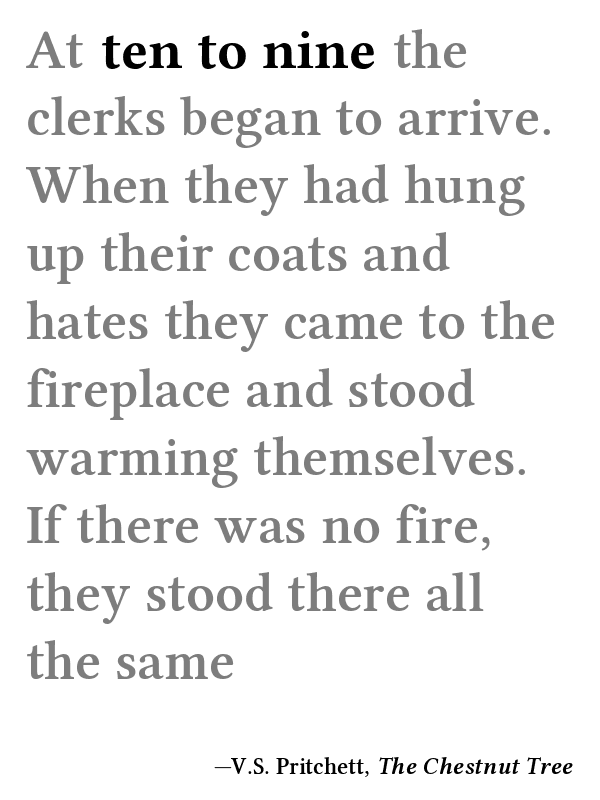 At ten to nine the
clerks began to arrive.
When they had hung
up their coats and
hates they came to the
fireplace and stood
warming themselves.
If there was no fire,
they stood there all
the same
—V.S. Pritchett, The Chestnut Tree